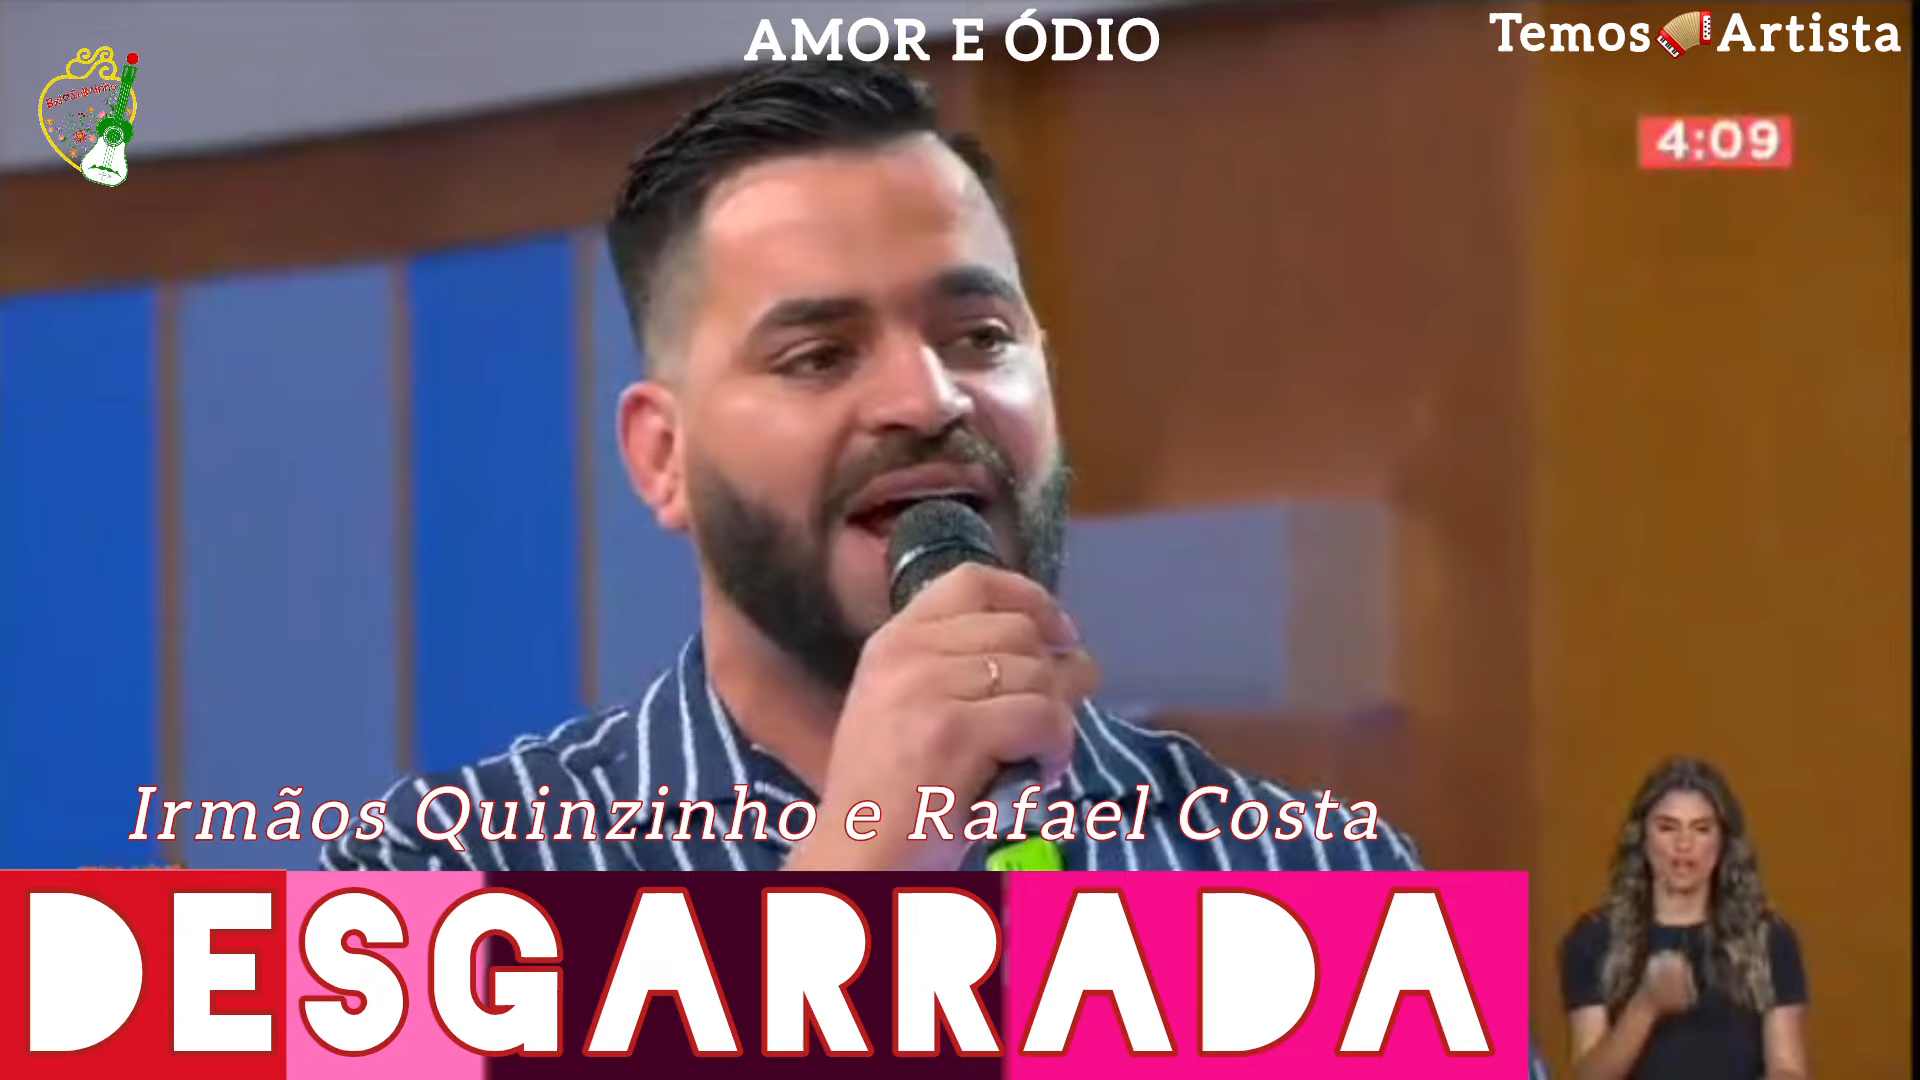 AMOR E ÓDIO
Temos Artista
4:09
Irmãos Quinzinho e Rafael Costa
DESGARRADA